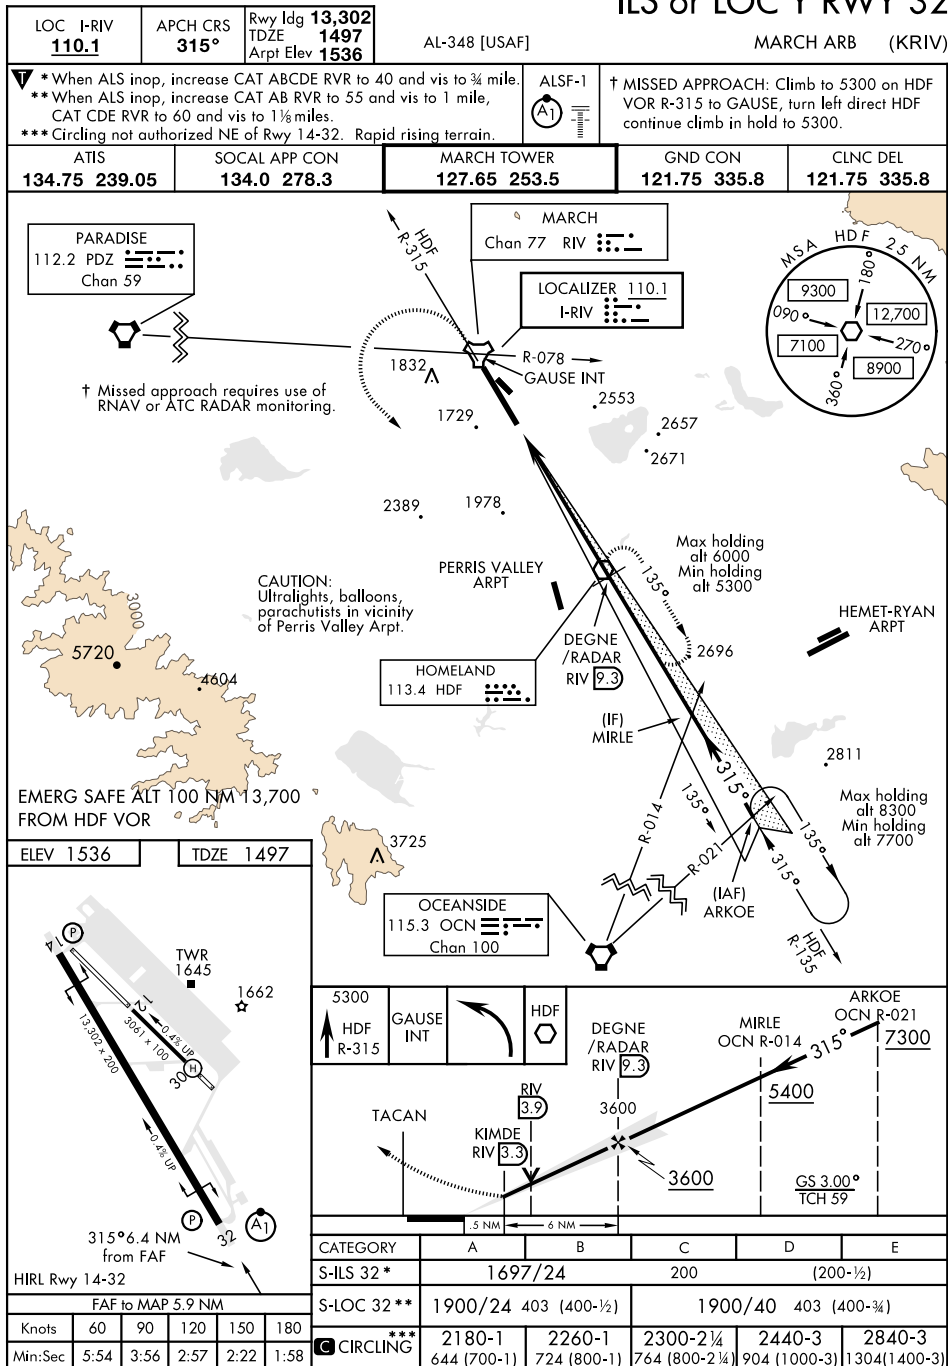 ILS or LOC Y RWY 32
LOC I-RIV
110.1
APCH CRS
315°
Rwy ldg 13,302
TDZE 1497
Arpt Elev 1536
AL-348 [USAF]
MARCH ARB (KRIV)
T * When ALS inop, increase CAT ABCDE RVR to 40 and vis to ¾ mile.
** When ALS inop, increase CAT AB RVR to 55 and vis to 1 mile,
CAT CDE RVR to 60 and vis to 1⅛ miles.
*** Circling not authorized NE of Rwy 14-32. Rapid rising terrain.
ALSF-1
A1
† MISSED APPROACH: Climb to 5300 on HDF
VOR R-315 to GAUSE, turn left direct HDF
continue climb in hold to 5300.
ATIS
134.75 239.05
SOCAL APP CON
134.0 278.3
MARCH TOWER
127.65 253.5
GND CON
121.75 335.8
CLNC DEL
121.75 335.8
PARADISE
112.2 PDZ
Chan 59
HDF
R-315
MARCH
Chan 77 RIV
LOCALIZER 110.1
I-RIV
MSA HDF 25 NM
180°
9300
090°
12,700
7100
270°
8900
360°
R-078
GAUSE INT
1832
† Missed approach requires use of
RNAV or ATC RADAR monitoring.
1729
2553
2657
2671
2389
1978
Max holding
alt 6000
Min holding
alt 5300
PERRIS VALLEY
ARPT
CAUTION:
Ultralights, balloons,
parachutists in vicinity
of Perris Valley Arpt.
135°
HEMET-RYAN
ARPT
3000
5720
4604
DEGNE
/RADAR
RIV 9.3
2696
HOMELAND
113.4 HDF
(IF)
MIRLE
2811
315°
EMERG SAFE ALT 100 NM 13,700
FROM HDF VOR
R-014
135°
Max holding
alt 8300
Min holding
alt 7700
135°
315°
3725
R-021
(IAF)
ARKOE
OCEANSIDE
115.3 OCN
Chan 100
HDF
R-135
ELEV 1536
TDZE 1497
14
P
TWR
1645
1662
12
0.4% UP
3061 X 100
13,302 X 200
30
H
0.4% UP
P
32
A1
315° 6.4 NM
from FAF
HIRL Rwy 14-32
FAF to MAP 5.9 NM
Knots 60 90 120 150 180
Min:Sec 5:54 3:56 2:57 2:22 1:58
5300
HDF
R-315
GAUSE
INT
HDF
DEGNE
/RADAR
RIV 9.3
MIRLE
OCN R-014
ARKOE
OCN R-021
315°
7300
5400
RIV
3.9
3600
TACAN
KIMDE
RIV 3.3
3600
GS 3.00°
TCH 59
.5 NM
6 NM
CATEGORY A B C D E
S-ILS 32 * 1697/24 200 (200-½)
S-LOC 32 ** 1900/24 403 (400-½) 1900/40 403 (400-¾)
C CIRCLING *** 2180-1 2260-1 2300-2¼ 2440-3 2840-3
644 (700-1) 724 (800-1) 764 (800-2¼) 904 (1000-3) 1304(1400-3)